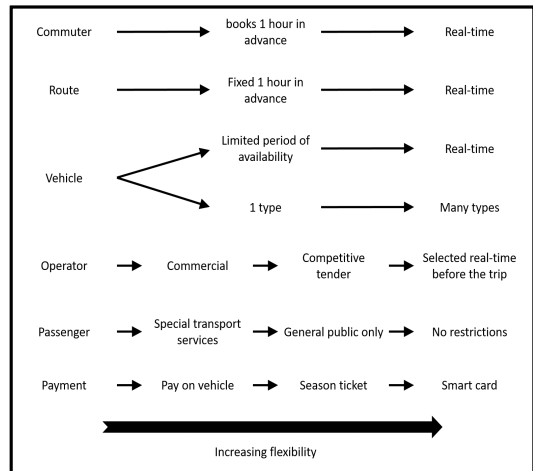 Commuter
books 1 hour in
advance
Real-time
Route
Fixed 1 hour in
advance
Real-time
Vehicle
Limited period of
availability
Real-time
1 type
Many types
Operator
Commercial
Competitive
tender
Selected real-time
before the trip
Passenger
Special transport
services
General public only
No restrictions
Payment
Pay on vehicle
Season ticket
Smart card
Increasing flexibility